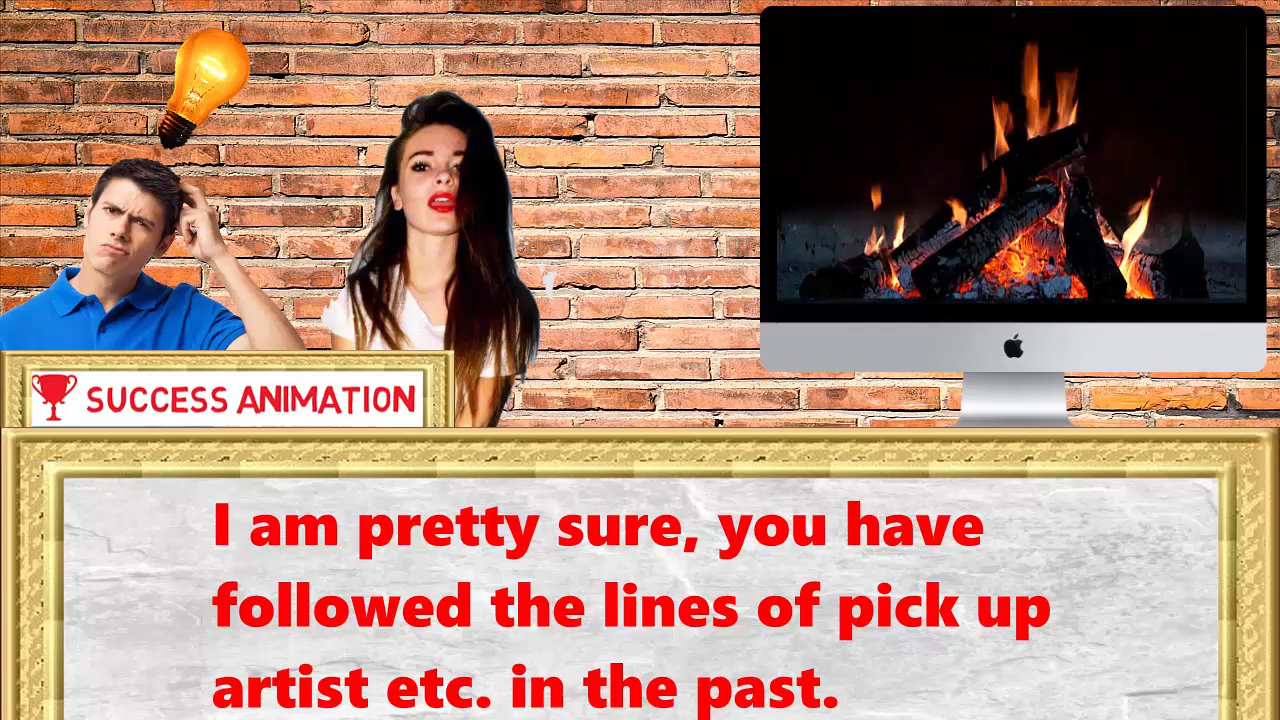 SUCCESS ANIMATION
I am pretty sure, you have
followed the lines of pick up
artist etc. in the past.